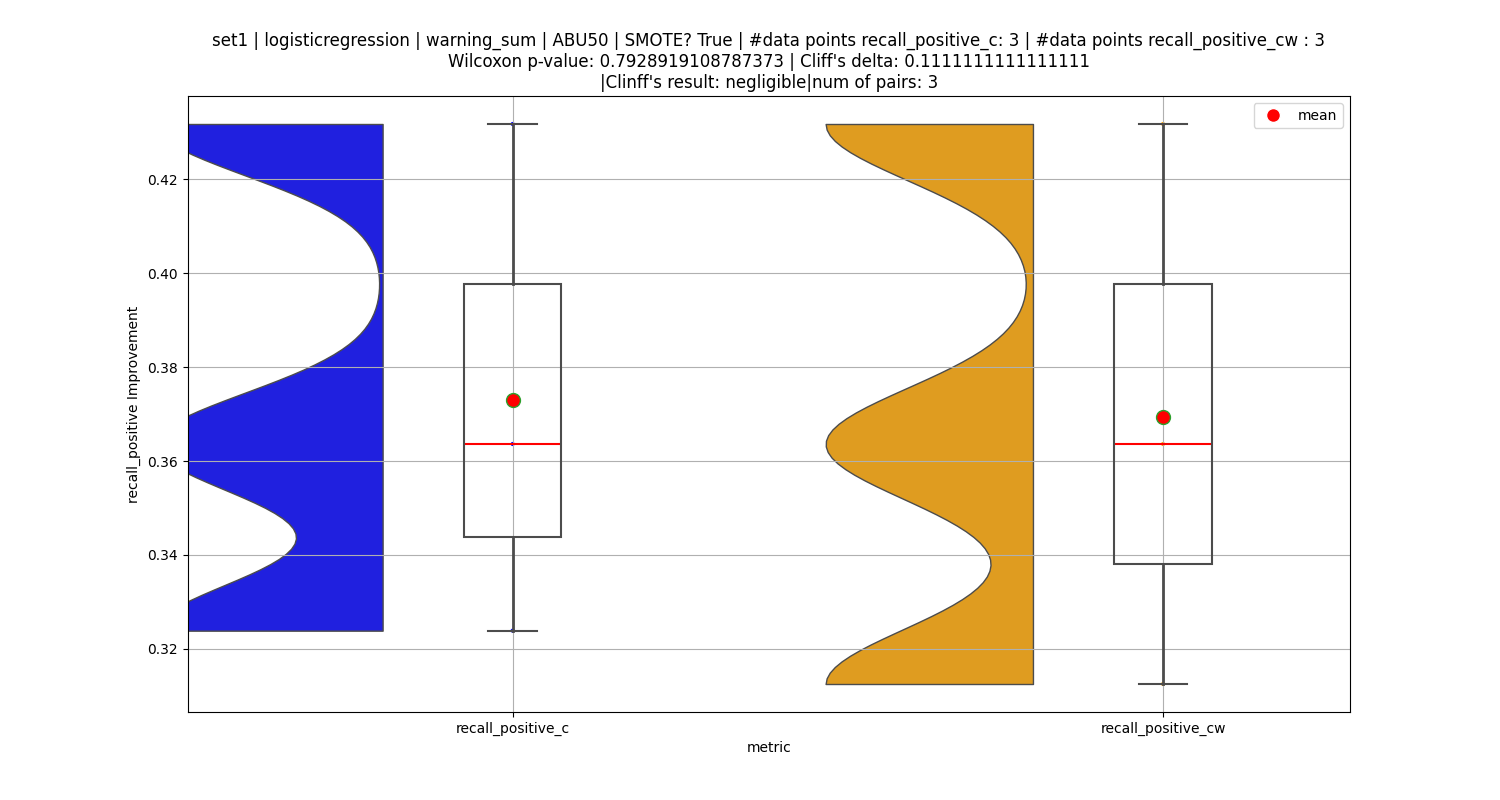 set1 | logisticregression | warning_sum | ABU50 | SMOTE? True | #data points recall_positive_c: 3 | #data points recall_positive_cw : 3
Wilcoxon p-value: 0.7928919108787373 | Cliff's delta: 0.1111111111111111
|Clinff's result: negligible|num of pairs: 3
mean
0.42
0.40
0.38
0.36
0.34
0.32
recall_positive Improvement
recall_positive_c
recall_positive_cw
metric